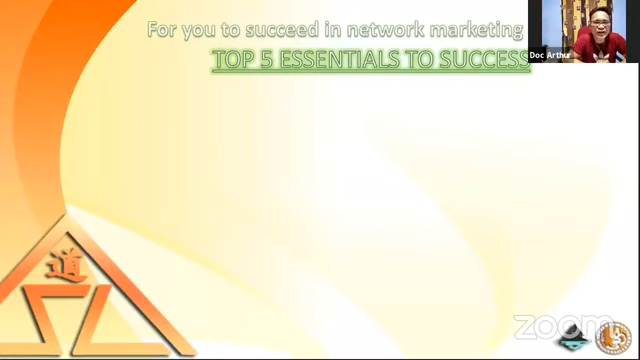 For you to succeed in network marketing
TOP 5 ESSENTIALS TO SUCCESS
Doc Arthur
道
zoom